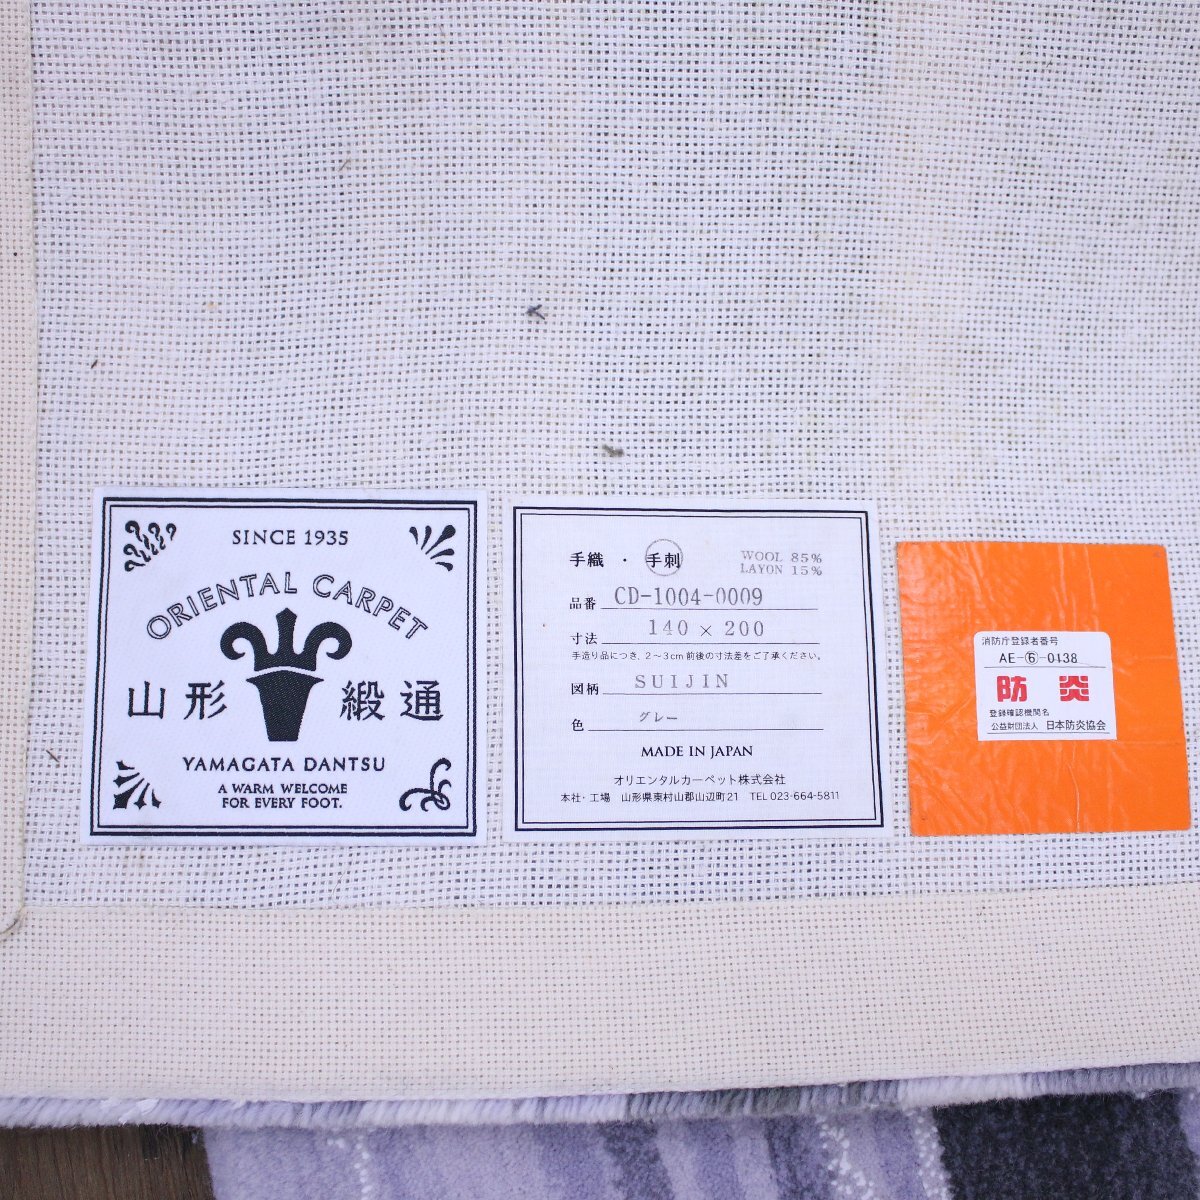 SINCE 1935
ORIENTAL CARPET
山形 緞通
YAMAGATA DANTSU
A WARM WELCOME
FOR EVERY FOOT.
手織 ・ 手刺 WOOL 85%
LAYON 15%
品番 CD-1004-0009
寸法 140 × 200
手造り品につき、2～3cm前後の寸法差をご了承ください。
図柄 SUIJIN
色 グレー
MADE IN JAPAN
オリエンタルカーペット株式会社
本社・工場 山形県東村山郡山辺町21 TEL 023-664-5811
消防庁登録者番号
AE-⑥-0138
防炎
登録確認機関名
公益財団法人 日本防炎協会